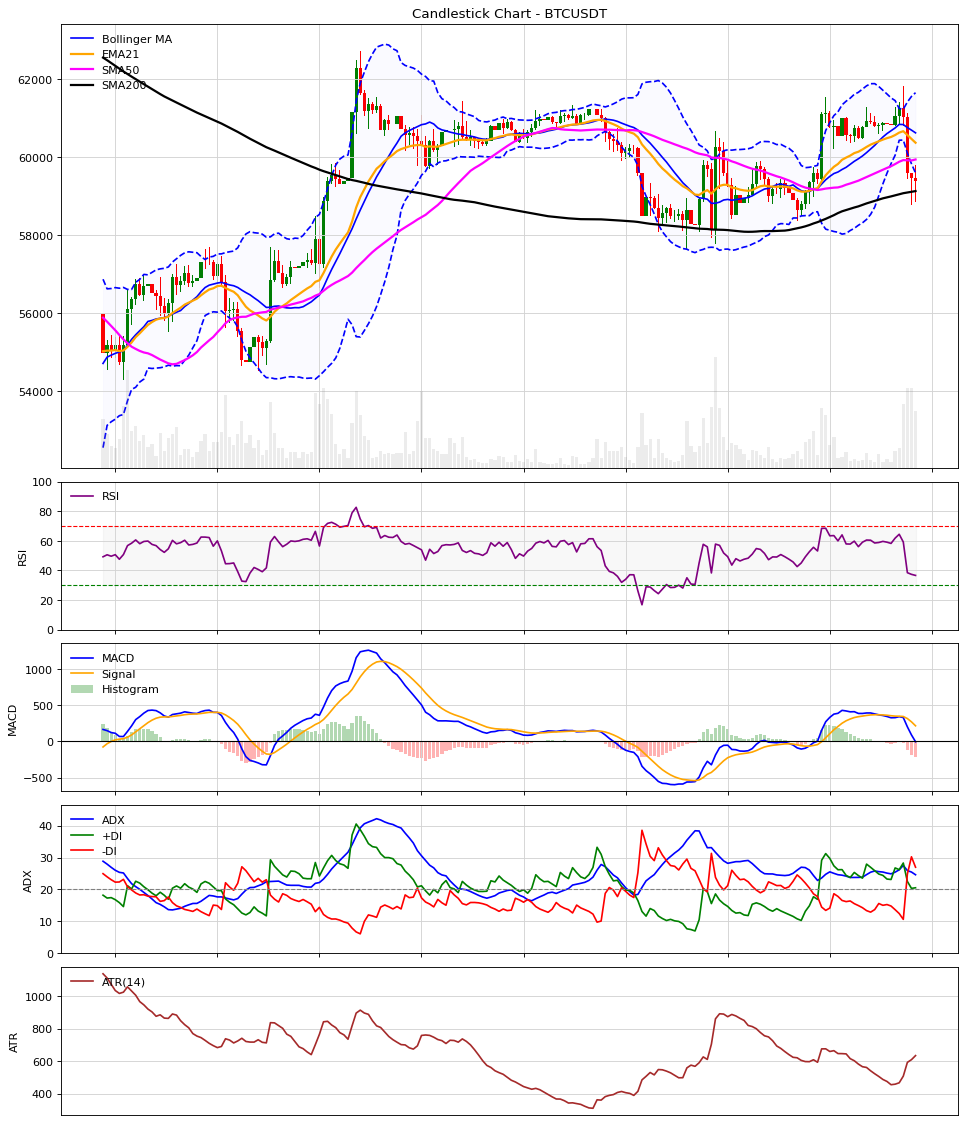 Candlestick Chart - BTCUSDT
Bollinger MA
EMA21
SMA50
SMA200
62000
60000
58000
56000
54000
RSI
100
80
60
40
20
0
RSI
MACD
Signal
Histogram
1000
500
0
−500
MACD
ADX
+DI
-DI
40
30
20
10
0
ADX
ATR(14)
1000
800
600
400
ATR